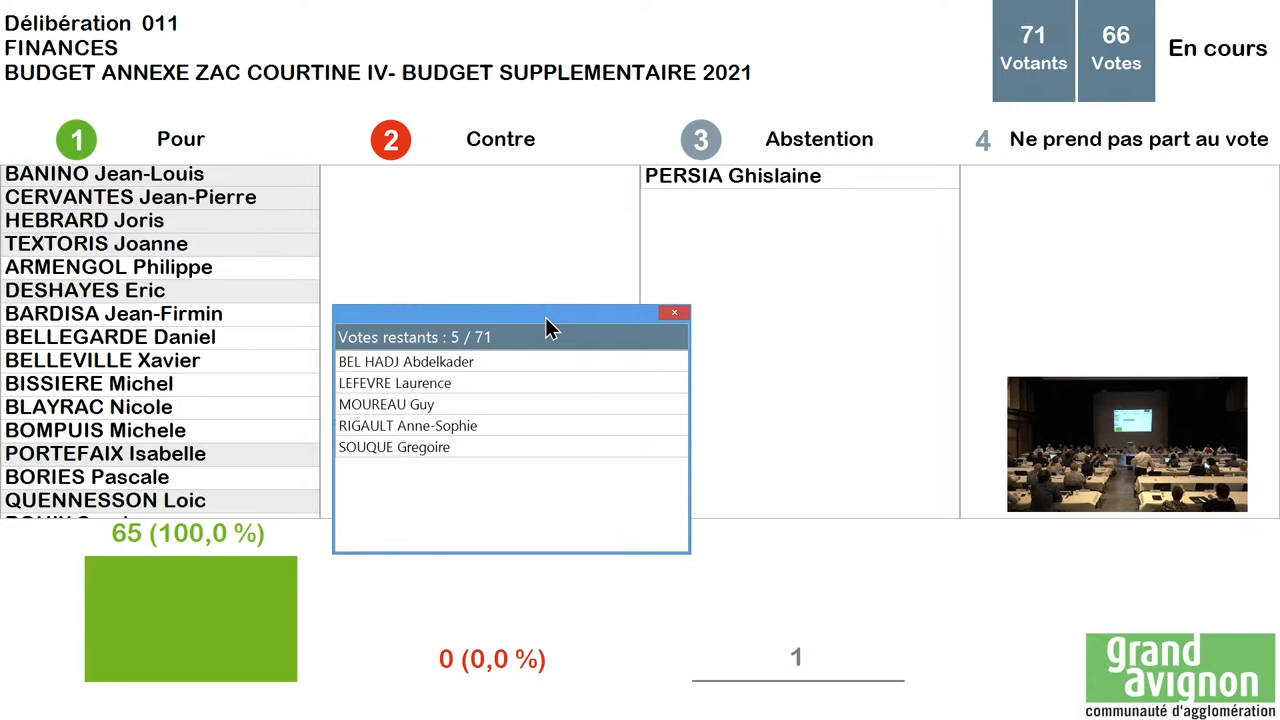 Délibération 011
FINANCES
BUDGET ANNEXE ZAC COURTINE IV- BUDGET SUPPLEMENTAIRE 2021
71
Votants
66
Votes
En cours
1 Pour
2 Contre
3 Abstention
4 Ne prend pas part au vote
BANINO Jean-Louis
CERVANTES Jean-Pierre
HEBRARD Joris
TEXTORIS Joanne
ARMENGOL Philippe
DESHAYES Eric
BARDISA Jean-Firmin
BELLEGARDE Daniel
BELLEVILLE Xavier
BISSIERE Michel
BLAYRAC Nicole
BOMPUIS Michele
PORTEFAIX Isabelle
BORIES Pascale
QUENNESSON Loic
PERSIA Ghislaine
Votes restants : 5 / 71
BEL HADJ Abdelkader
LEFEVRE Laurence
MOUREAU Guy
RIGAULT Anne-Sophie
SOUQUE Gregoire
65 (100,0 %)
0 (0,0 %)
1
grand
avignon
communauté d'agglomération